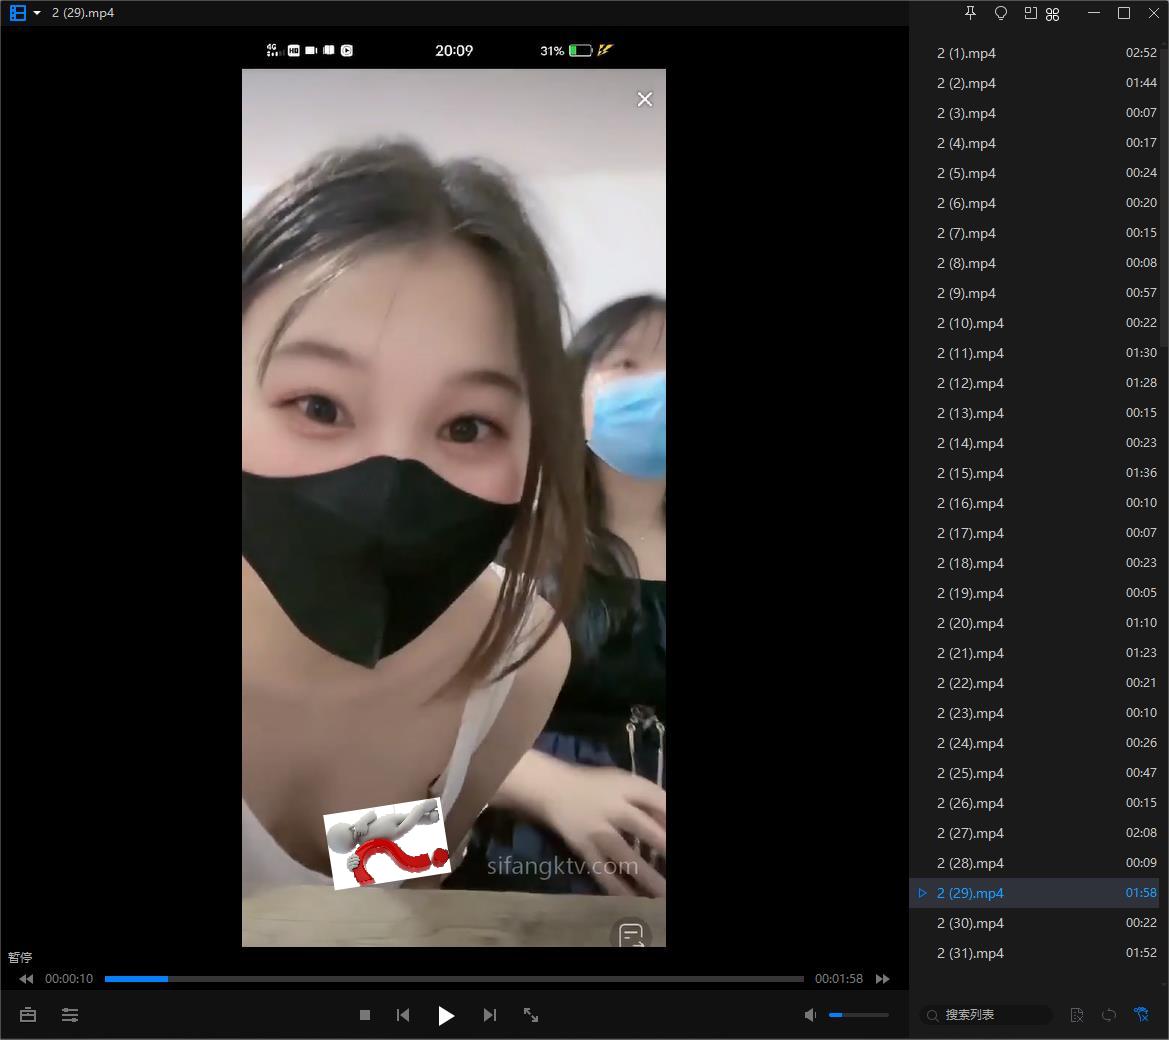 2 (29).mp4
4G HD 20:09 31%
sifangktv.com
暂停
00:00:10 00:01:58
2 (1).mp4 02:52
2 (2).mp4 01:44
2 (3).mp4 00:07
2 (4).mp4 00:17
2 (5).mp4 00:24
2 (6).mp4 00:20
2 (7).mp4 00:15
2 (8).mp4 00:08
2 (9).mp4 00:57
2 (10).mp4 00:22
2 (11).mp4 01:30
2 (12).mp4 01:28
2 (13).mp4 00:15
2 (14).mp4 00:23
2 (15).mp4 01:36
2 (16).mp4 00:10
2 (17).mp4 00:07
2 (18).mp4 00:23
2 (19).mp4 00:05
2 (20).mp4 01:10
2 (21).mp4 01:23
2 (22).mp4 00:21
2 (23).mp4 00:10
2 (24).mp4 00:26
2 (25).mp4 00:47
2 (26).mp4 00:15
2 (27).mp4 02:08
2 (28).mp4 00:09
2 (29).mp4 01:58
2 (30).mp4 00:22
2 (31).mp4 01:52
搜索列表